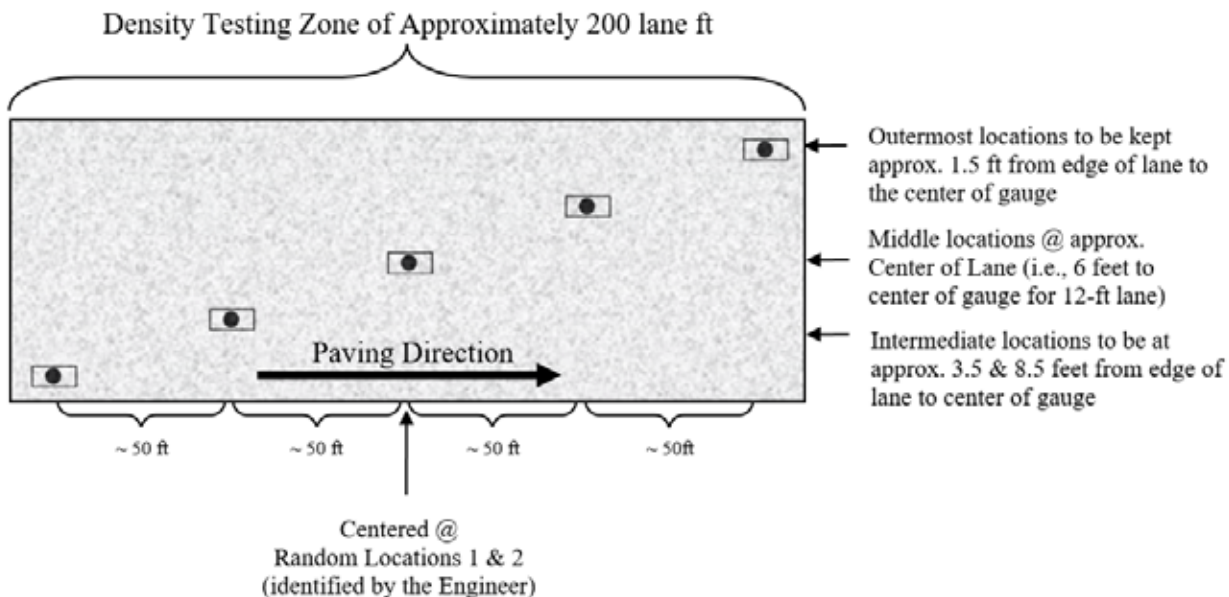 Density Testing Zone of Approximately 200 lane ft
Outermost locations to be kept
approx. 1.5 ft from edge of lane to
the center of gauge
Middle locations @ approx.
Center of Lane (i.e., 6 feet to
center of gauge for 12-ft lane)
Paving Direction
Intermediate locations to be at
approx. 3.5 & 8.5 feet from edge of
lane to center of gauge
~ 50 ft
~ 50 ft
~ 50 ft
~ 50ft
Centered @
Random Locations 1 & 2
(identified by the Engineer)